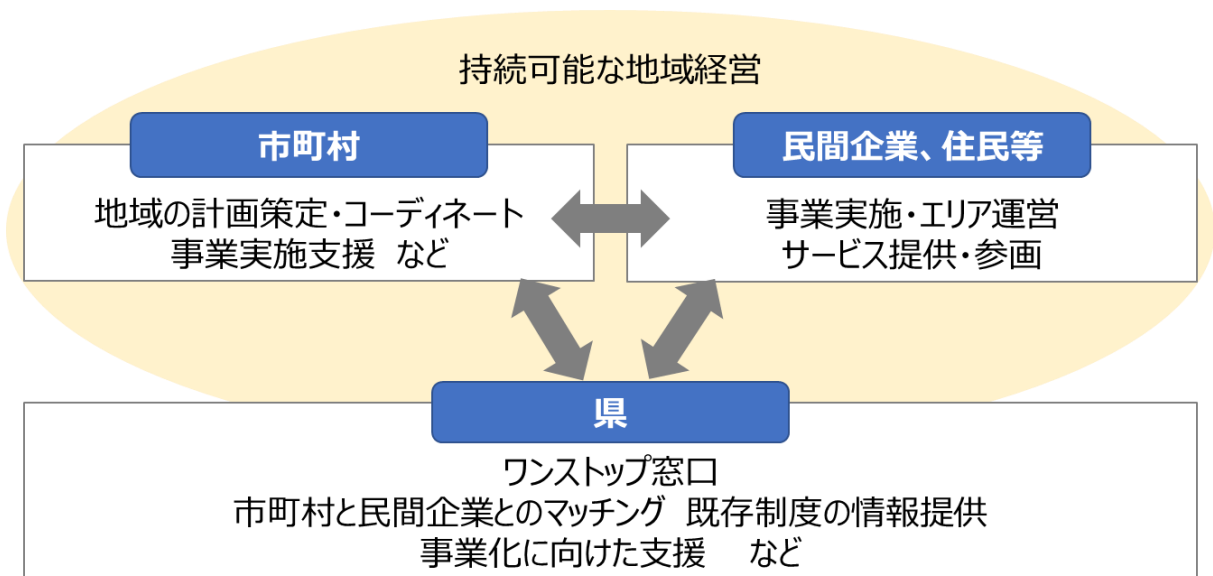 持続可能な地域経営
市町村
地域の計画策定・コーディネート
事業実施支援 など
民間企業、住民等
事業実施・エリア運営
サービス提供・参画
県
ワンストップ窓口
市町村と民間企業とのマッチング 既存制度の情報提供
事業化に向けた支援 など